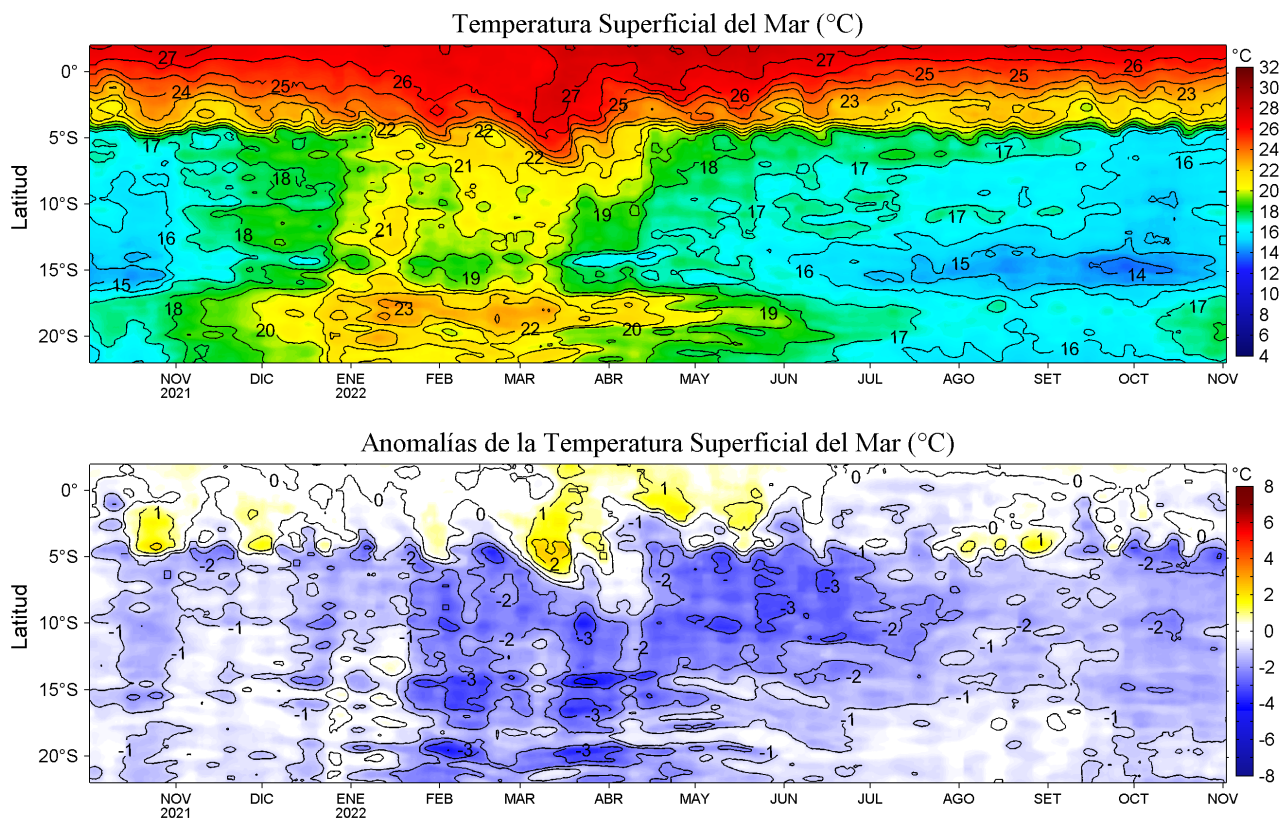 Temperatura Superficial del Mar (°C)
°C
32
30
28
26
24
22
20
18
16
14
12
10
8
6
4
Latitud
0°
5°S
10°S
15°S
20°S
27 27 26 27 25 26 25 25 26
24 25 23 23
17 22 22 22 21 18 17 17 16
18 19 17 17
16 18 21
15 19 16 15 14
18 23 22 20 19 17 17
20 16 16
NOV DIC ENE FEB MAR ABR MAY JUN JUL AGO SET OCT NOV
2021 2022
Anomalías de la Temperatura Superficial del Mar (°C)
°C
8
6
4
2
0
-2
-4
-6
-8
Latitud
0°
5°S
10°S
15°S
20°S
0 0 0 1 0
1 0 1 -1 0 1 0
-2 -2 2 -2 -1 -2
-2 -3 -3
-1 -1 -1 -2 -3 -2 -2
-1 -1 -1
-3 -2
-1 -3 -1
-1 -3 -1
NOV DIC ENE FEB MAR ABR MAY JUN JUL AGO SET OCT NOV
2021 2022